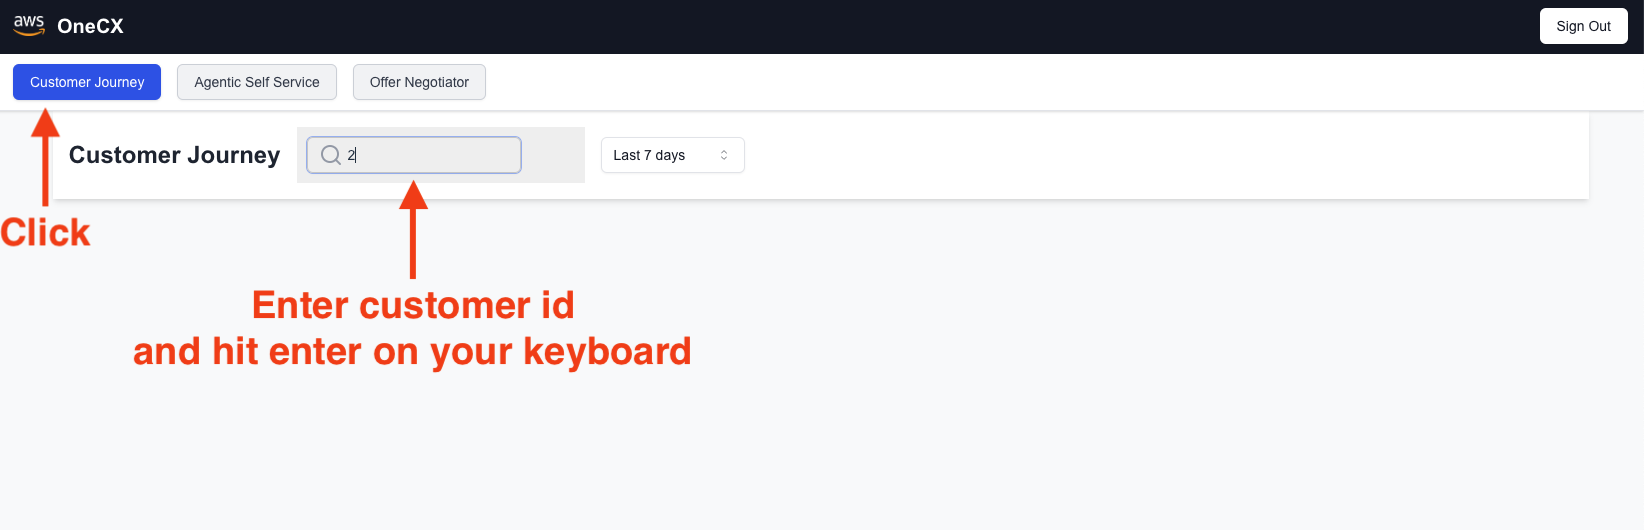 aws OneCX
Sign Out
Customer Journey
Agentic Self Service
Offer Negotiator
Customer Journey
2
Last 7 days
Click
Enter customer id
and hit enter on your keyboard